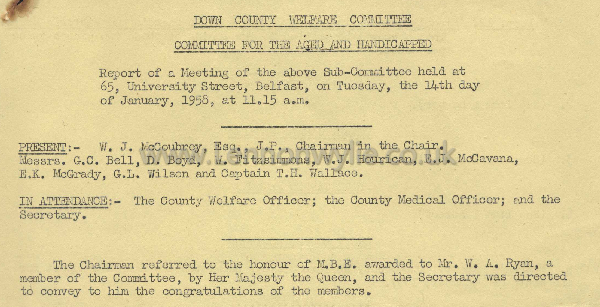 DOWN COUNTY WELFARE COMMITTEE
COMMITTEE FOR THE AGED AND HANDICAPPED
Report of a Meeting of the above Sub-Committee held at
65, University Street, Belfast, on Tuesday, the 14th day
of January, 1958, at 11.15 a.m.
PRESENT:- W. J. McCoubrey, Esq., J.P., Chairman in the Chair.
Messrs. G.C. Bell, D. Boyd, Fitzsimmons, W.J. Hourican, E.J. McCavana,
E.K. McGrady, G.L. Wilson and Captain T.H. Wallace.
IN ATTENDANCE:- The County Welfare Officer; the County Medical Officer; and the
Secretary.
The Chairman referred to the honour of M.B.E. awarded to Mr. W. A. Ryan, a
member of the Committee, by Her Majesty the Queen, and the Secretary was directed
to convey to him the congratulations of the members.